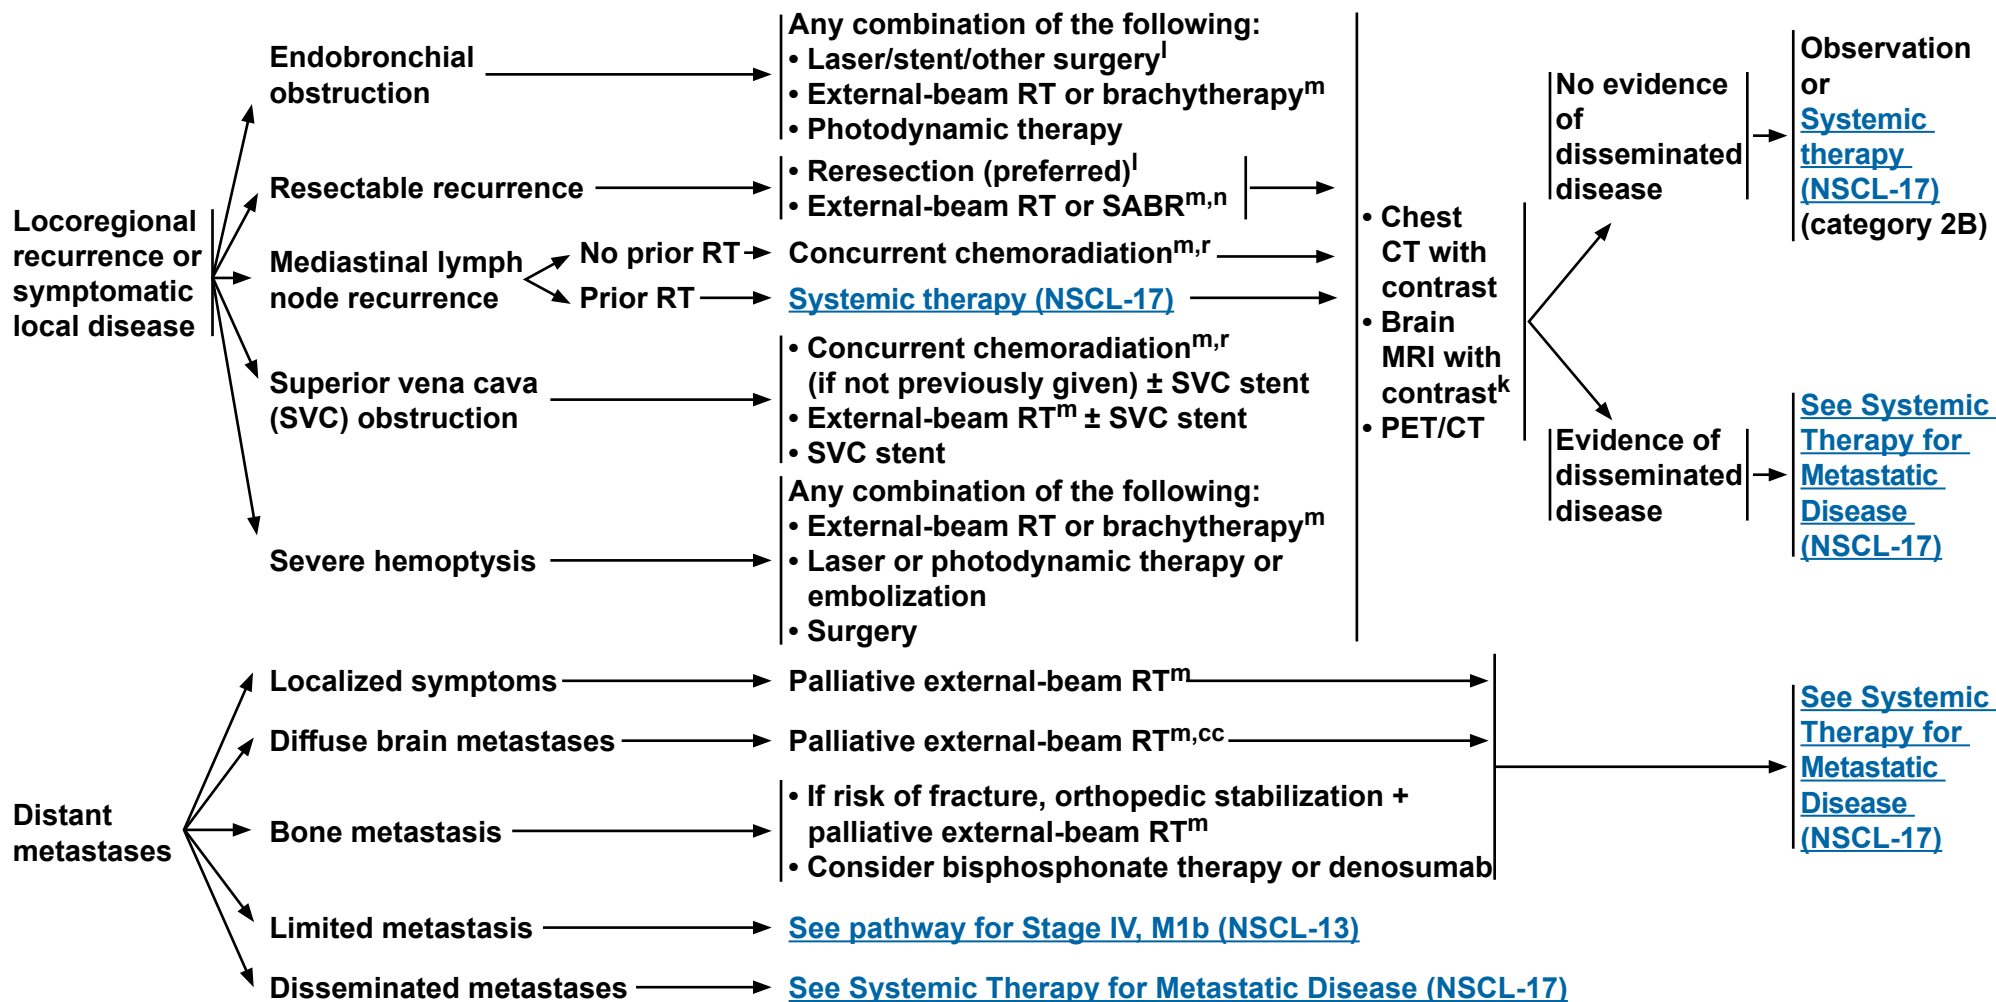 Locoregional
recurrence or
symptomatic
local disease
Endobronchial
obstruction
Any combination of the following:
• Laser/stent/other surgeryl
• External-beam RT or brachytherapym
• Photodynamic therapy
Resectable recurrence
• Reresection (preferred)l
• External-beam RT or SABRm,n
Mediastinal lymph
node recurrence
No prior RT
Concurrent chemoradiationm,r
Prior RT
Systemic therapy (NSCL-17)
Superior vena cava
(SVC) obstruction
• Concurrent chemoradiationm,r
(if not previously given) ± SVC stent
• External-beam RTm ± SVC stent
• SVC stent
Severe hemoptysis
Any combination of the following:
• External-beam RT or brachytherapym
• Laser or photodynamic therapy or
embolization
• Surgery
• Chest
CT with
contrast
• Brain
MRI with
contrastk
• PET/CT
No evidence
of
disseminated
disease
Observation
or
Systemic
therapy
(NSCL-17)
(category 2B)
Evidence of
disseminated
disease
See Systemic
Therapy for
Metastatic
Disease
(NSCL-17)
Distant
metastases
Localized symptoms
Palliative external-beam RTm
Diffuse brain metastases
Palliative external-beam RTm,cc
Bone metastasis
• If risk of fracture, orthopedic stabilization +
palliative external-beam RTm
• Consider bisphosphonate therapy or denosumab
See Systemic
Therapy for
Metastatic
Disease
(NSCL-17)
Limited metastasis
See pathway for Stage IV, M1b (NSCL-13)
Disseminated metastases
See Systemic Therapy for Metastatic Disease (NSCL-17)